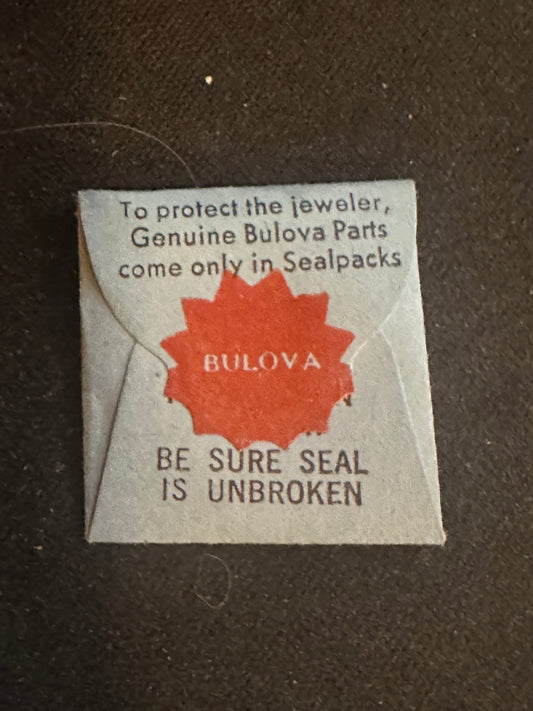 To protect the jeweler,
Genuine Bulova Parts
come only in Sealpacks
BULOVA
BE SURE SEAL
IS UNBROKEN